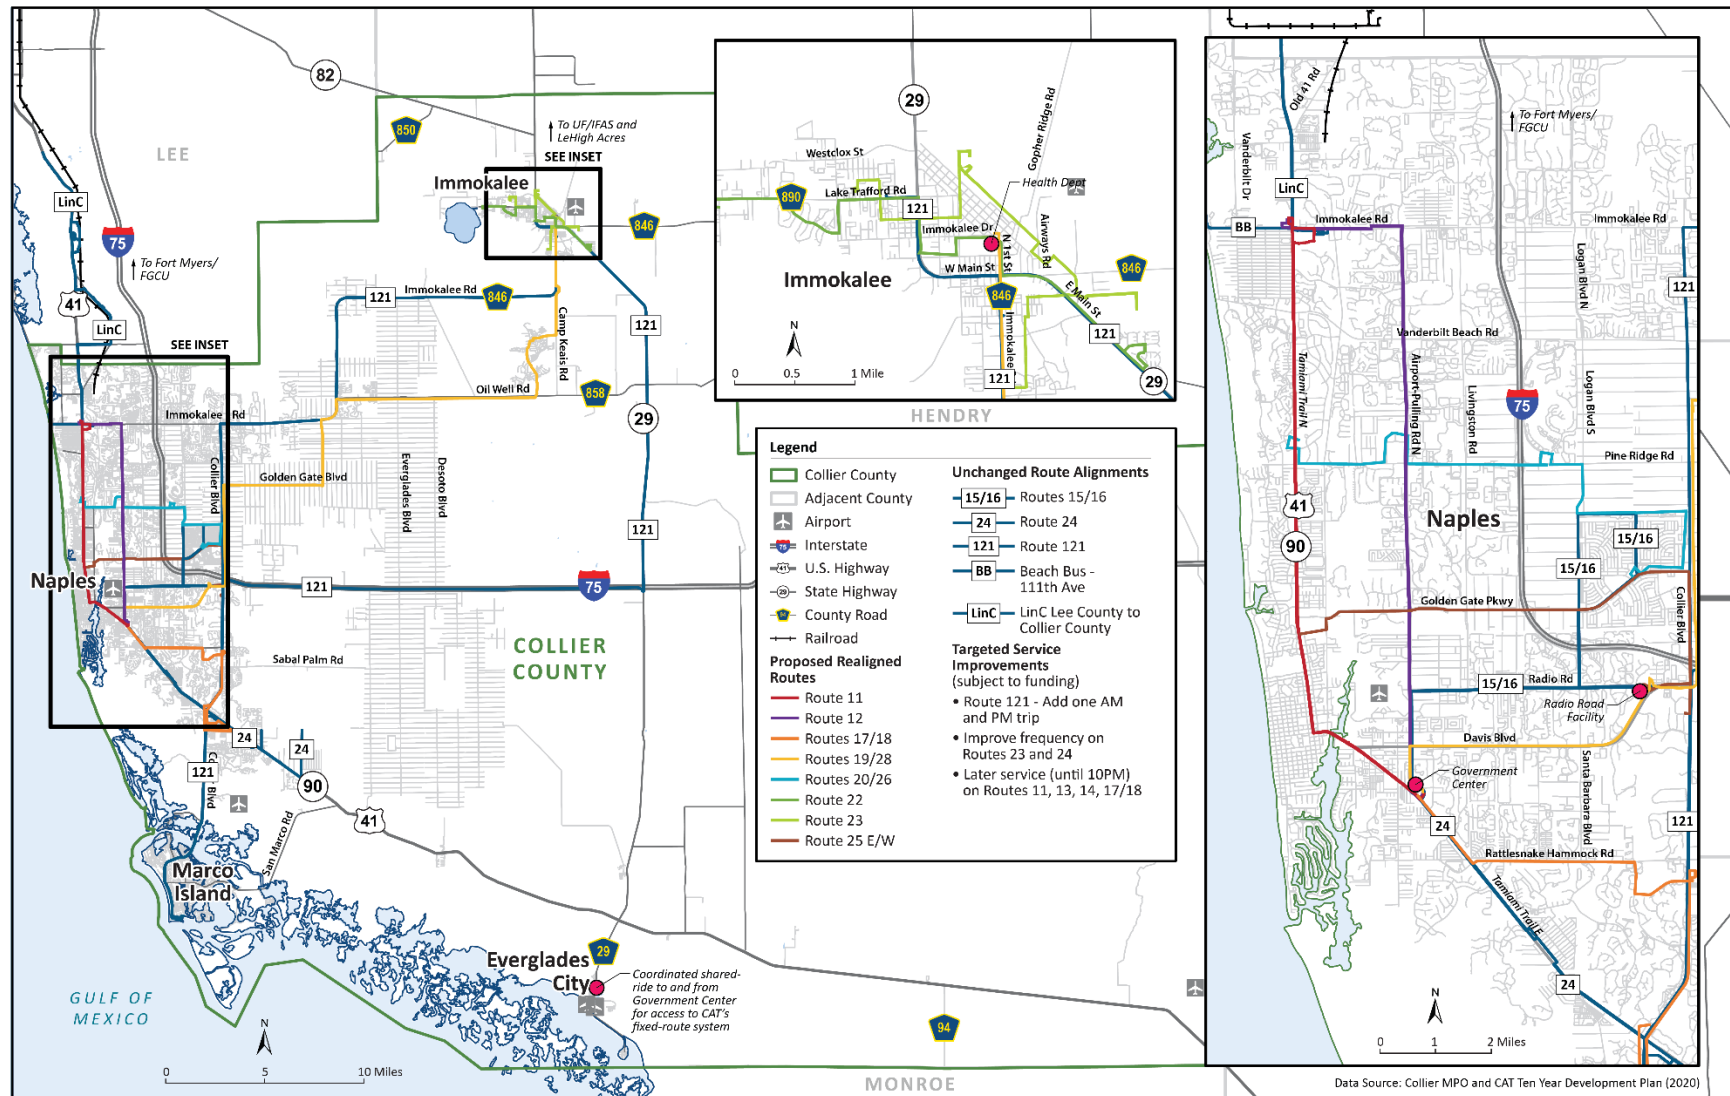 82
850
To UF/IFAS and
LeHigh Acres
SEE INSET
LEE
Immokalee
LinC
75
846
To Fort Myers/
FGCU
41
LinC
121
Immokalee Rd
846
121
Camp Keais Rd
SEE INSET
Oil Well Rd
858
29
Immokalee Rd
Collier Blvd
Golden Gate Blvd
Everglades Blvd
Desoto Blvd
121
Naples
121
75
COLLIER
COUNTY
Sabal Palm Rd
24
24
121
Blvd
90
41
San Marco Rd
Marco
Island
Everglades
City
29
Coordinated shared-
ride to and from
Government Center
for access to CAT's
fixed-route system
GULF OF
MEXICO
N
0 5 10 Miles
94
MONROE
HENDRY
29
Westclox St
Gopher Ridge Rd
890
Lake Trafford Rd
Health Dept
121
Immokalee Dr
N 1st St
Airways Rd
W Main St
Immokalee
846
846
E Main St
Immokalee
121
121
29
N
0 0.5 1 Mile
Legend
Collier County
Adjacent County
Airport
75
Interstate
41
U.S. Highway
29
State Highway
County Road
Railroad
Proposed Realigned
Routes
Route 11
Route 12
Routes 17/18
Routes 19/28
Routes 20/26
Route 22
Route 23
Route 25 E/W
Unchanged Route Alignments
15/16
Routes 15/16
24
Route 24
121
Route 121
BB
Beach Bus -
111th Ave
LinC
LinC Lee County to
Collier County
Targeted Service
Improvements
(subject to funding)
• Route 121 - Add one AM
and PM trip
• Improve frequency on
Routes 23 and 24
• Later service (until 10PM)
on Routes 11, 13, 14, 17/18
Old 41 Rd
To Fort Myers/
FGCU
Vanderbilt Dr
LinC
BB
Immokalee Rd
Immokalee Rd
Logan Blvd N
121
Vanderbilt Beach Rd
Tamiami Trail N
Airport-Pulling Rd N
Livingston Rd
75
Logan Blvd S
Pine Ridge Rd
41
Naples
90
15/16
15/16
Golden Gate Pkwy
Collier Blvd
Radio Rd
15/16
Radio Road
Facility
Davis Blvd
Government
Center
Santa Barbara Blvd
24
121
Rattlesnake Hammock Rd
Tamiami Trail E
24
N
0 1 2 Miles
Data Source: Collier MPO and CAT Ten Year Development Plan (2020)